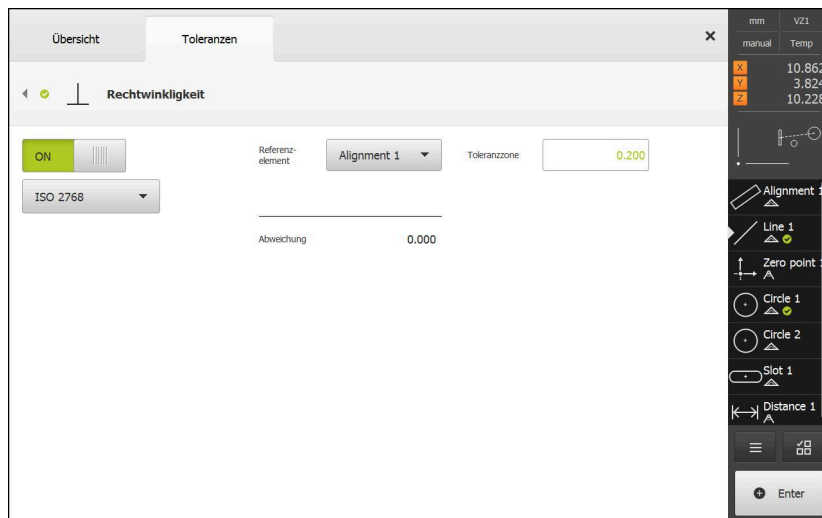 Übersicht
Toleranzen
Rechtwinkligkeit
ON
ISO 2768
Referenz-
element
Alignment 1
Toleranzzone
0.200
Abweichung
0.000
mm
VZ1
manual
Temp
X
10.862
Y
3.824
Z
10.228
Alignment 1
Line 1
Zero point
Circle 1
Circle 2
Slot 1
Distance 1
Enter